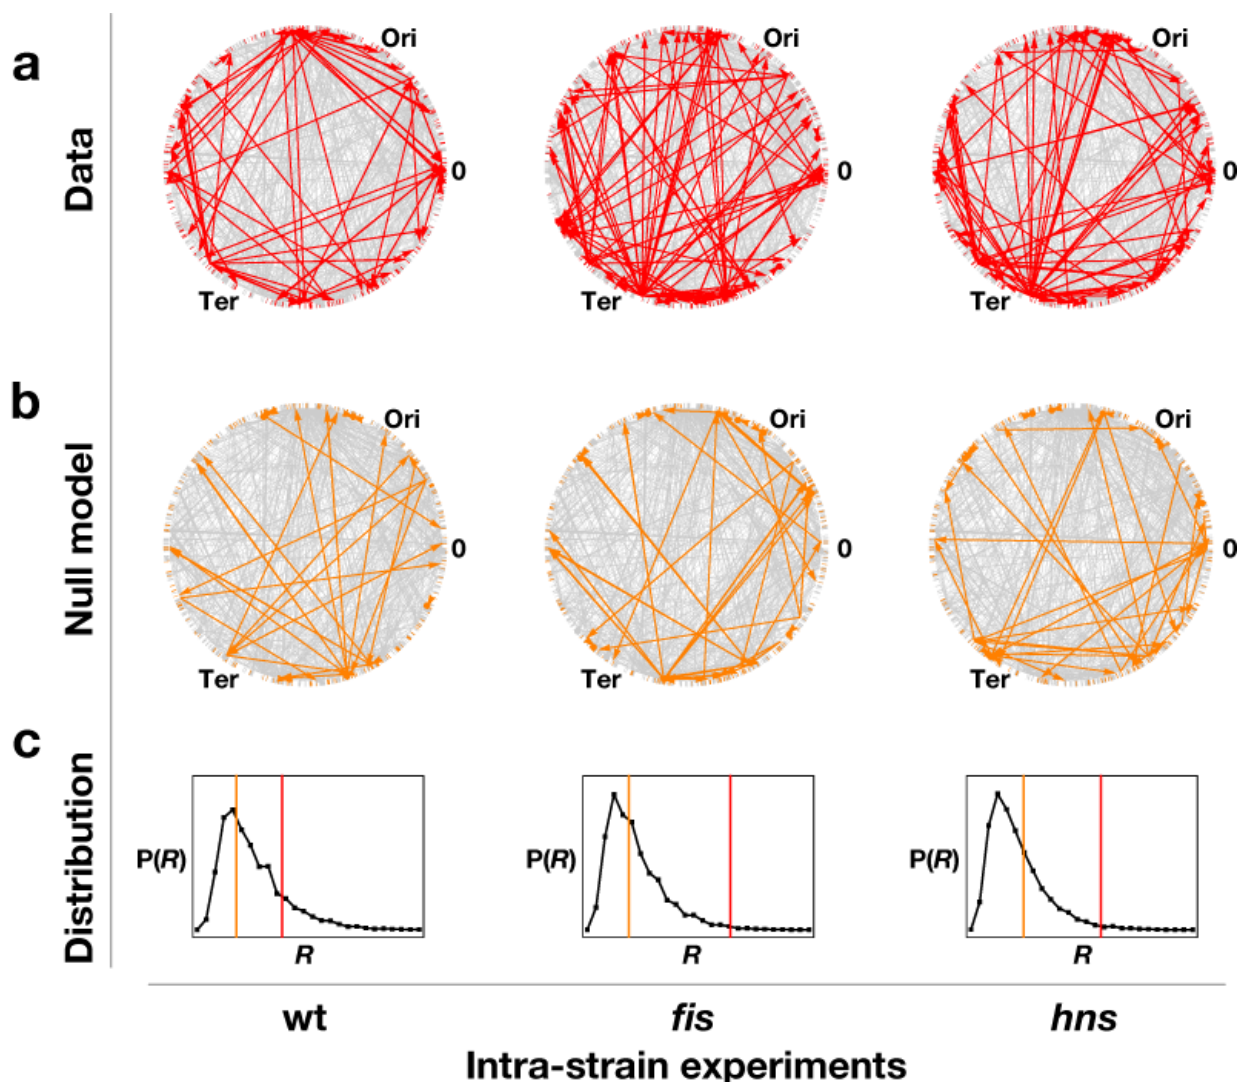 a
Data
Ori
0
Ter
Ori
0
Ter
Ori
0
Ter
b
Null model
Ori
0
Ter
Ori
0
Ter
Ori
0
Ter
c
Distribution
P(R)
R
P(R)
R
P(R)
R
wt
fis
hns
Intra-strain experiments